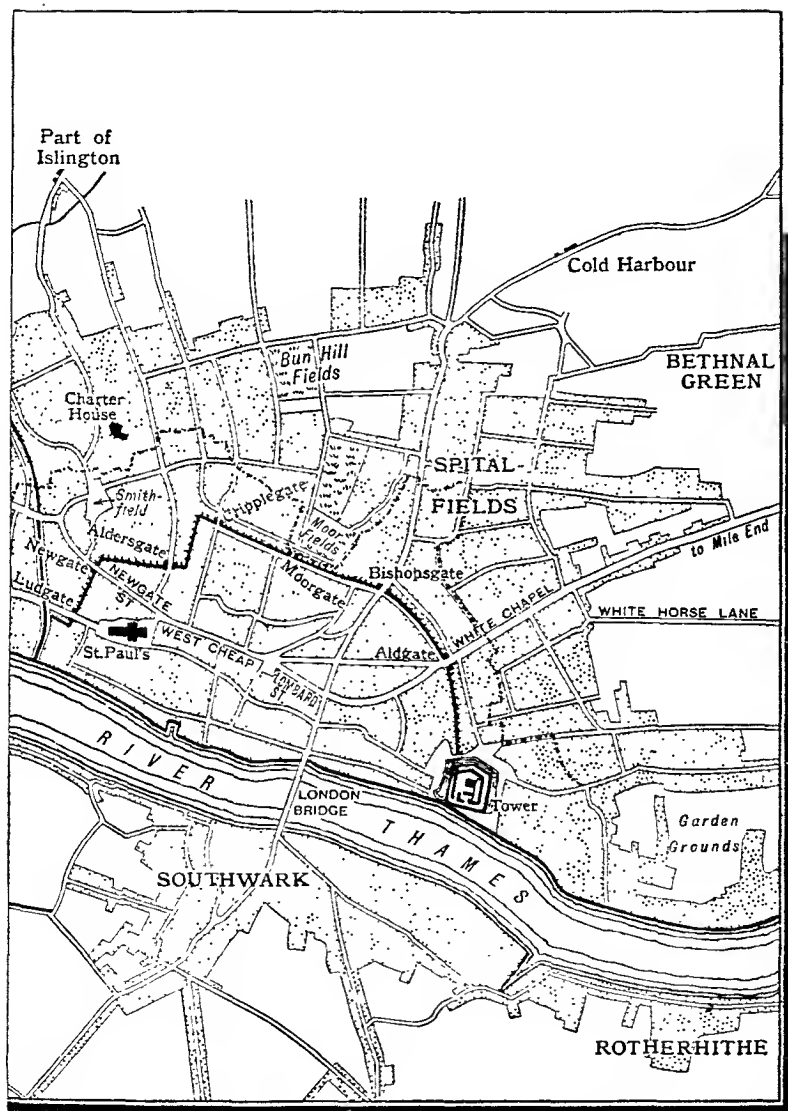 Part of
Islington
Cold Harbour
Bun Hill
Fields
BETHNAL
GREEN
Charter
House
SPITAL-
FIELDS
Smith-
field
Cripplegate
Moor
Fields
Aldersgate
Newgate
NEWGATE
ST
Moorgate
Bishopsgate
to Mile End
Ludgate
WHITE CHAPEL
WHITE HORSE LANE
St. Paul's
WEST CHEAP
LOMBARD
ST
Aldgate
RIVER
THAMES
LONDON
BRIDGE
Tower
Garden
Grounds
SOUTHWARK
ROTHERHITHE